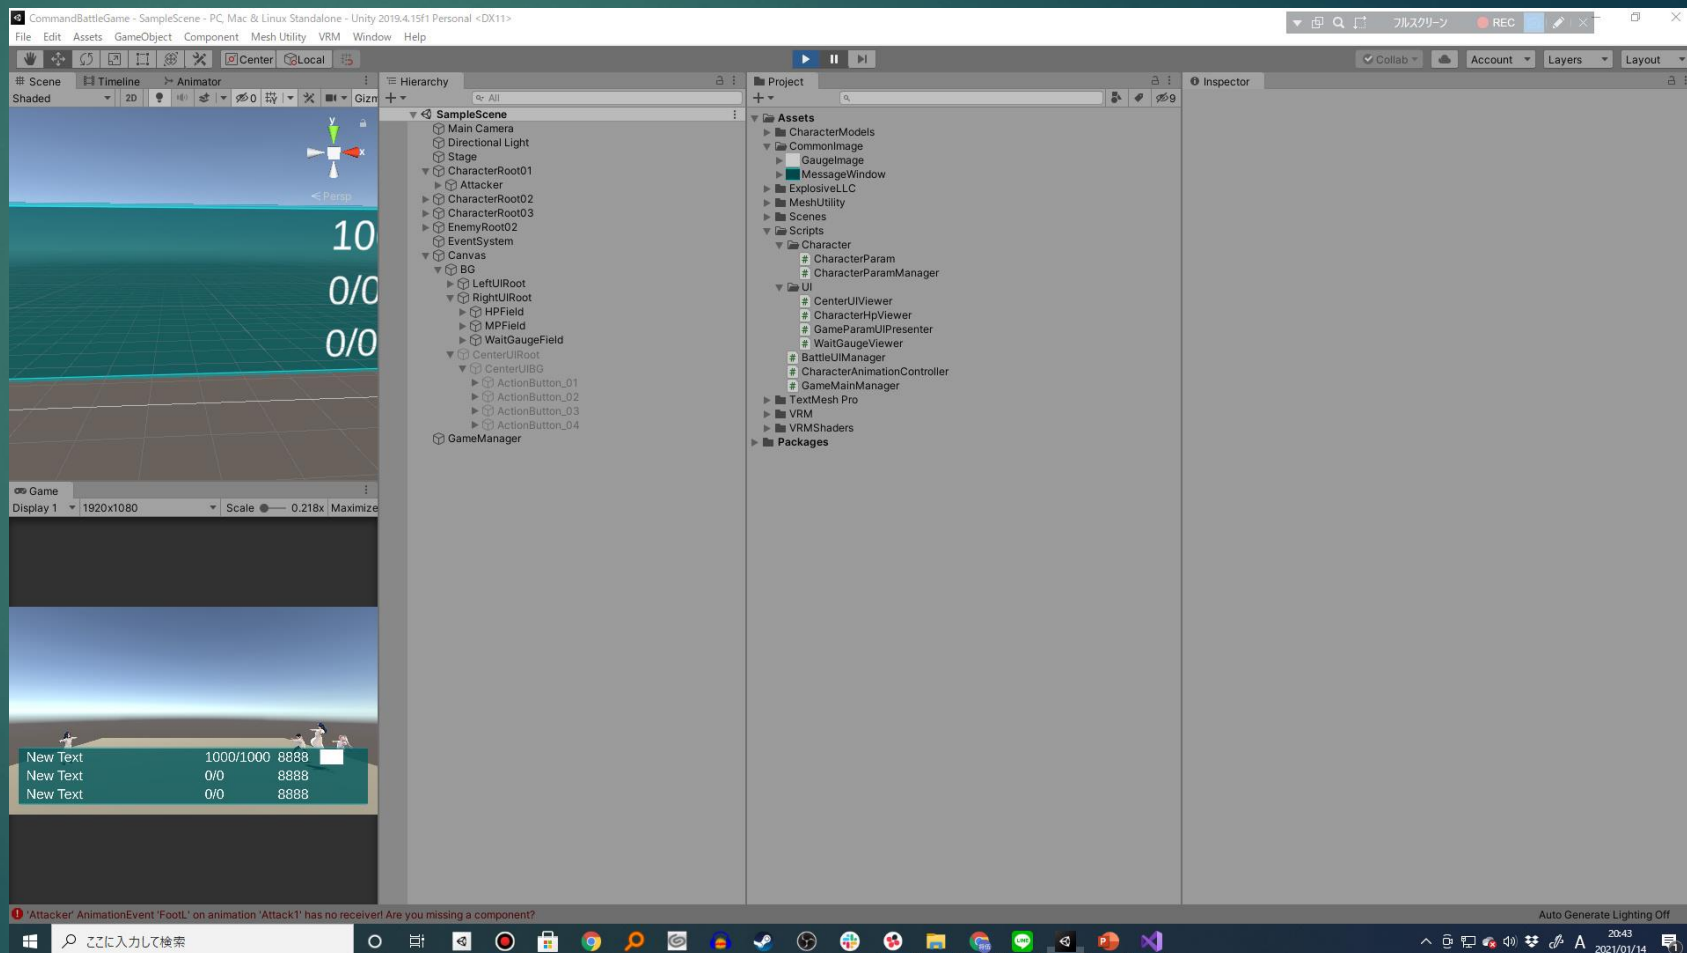 CommandBattleGame - SampleScene - PC, Mac & Linux Standalone - Unity 2019.4.15f1 Personal <DX11>
フルスクリーン
REC
File Edit Assets GameObject Component Mesh Utility VRM Window Help
Center
Local
Collab
Account
Layers
Layout
Scene
Timeline
Animator
Shaded
2D
0
Gizm
y
x
Persp
10
0/0
0/0
Hierarchy
All
SampleScene
Main Camera
Directional Light
Stage
CharacterRoot01
Attacker
CharacterRoot02
CharacterRoot03
EnemyRoot02
EventSystem
Canvas
BG
LeftUIRoot
RightUIRoot
HPField
MPField
WaitGaugeField
CenterUIRoot
CenterUIBG
ActionButton_01
ActionButton_02
ActionButton_03
ActionButton_04
GameManager
Project
9
Assets
CharacterModels
CommonImage
GaugeImage
MessageWindow
ExplosiveLLC
MeshUtility
Scenes
Scripts
Character
CharacterParam
CharacterParamManager
UI
CenterUIViewer
CharacterHpViewer
GameParamUIPresenter
WaitGaugeViewer
BattleUIManager
CharacterAnimationController
GameMainManager
TextMesh Pro
VRM
VRMShaders
Packages
Inspector
Game
Display 1
1920x1080
Scale
0.218x
Maximize
New Text 1000/1000 8888
New Text 0/0 8888
New Text 0/0 8888
'Attacker' AnimationEvent 'FootL' on animation 'Attack1' has no receiver! Are you missing a component?
Auto Generate Lighting Off
ここに入力して検索
A
20:43
2021/01/14